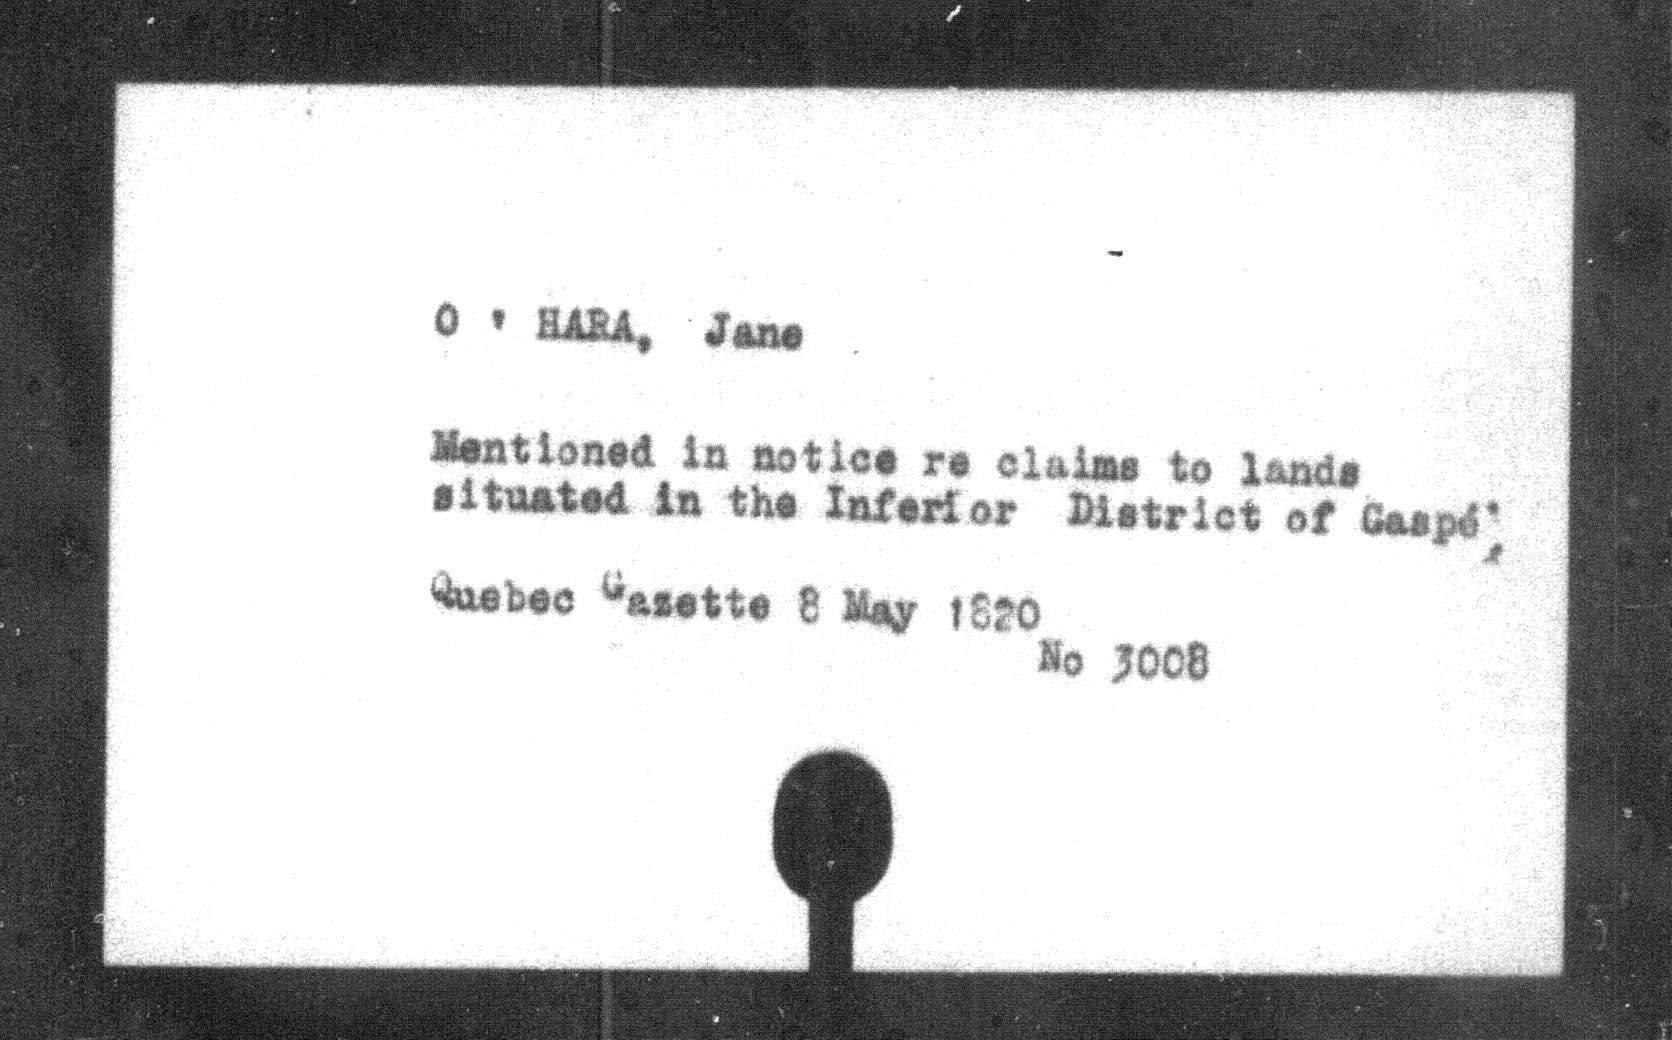 O ' HARA, Jane
Mentioned in notice re claims to lands
situated in the Inferior District of Gaspé,
Quebec Gazette 8 May 1820
No 3008